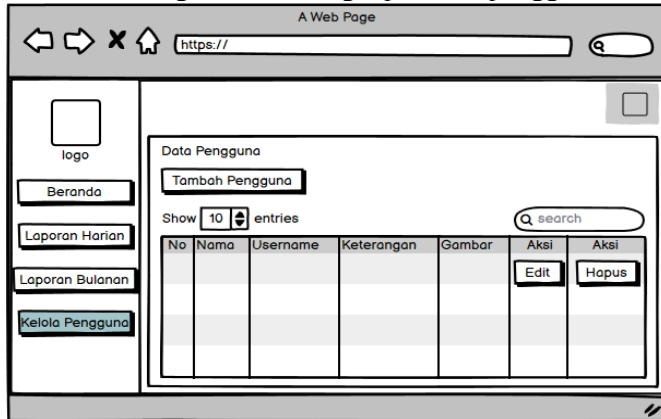 A Web Page
https://
logo
Beranda
Laporan Harian
Laporan Bulanan
Kelola Pengguna
Data Pengguna
Tambah Pengguna
Show 10 entries
search
No Nama Username Keterangan Gambar Aksi Aksi
Edit Hapus